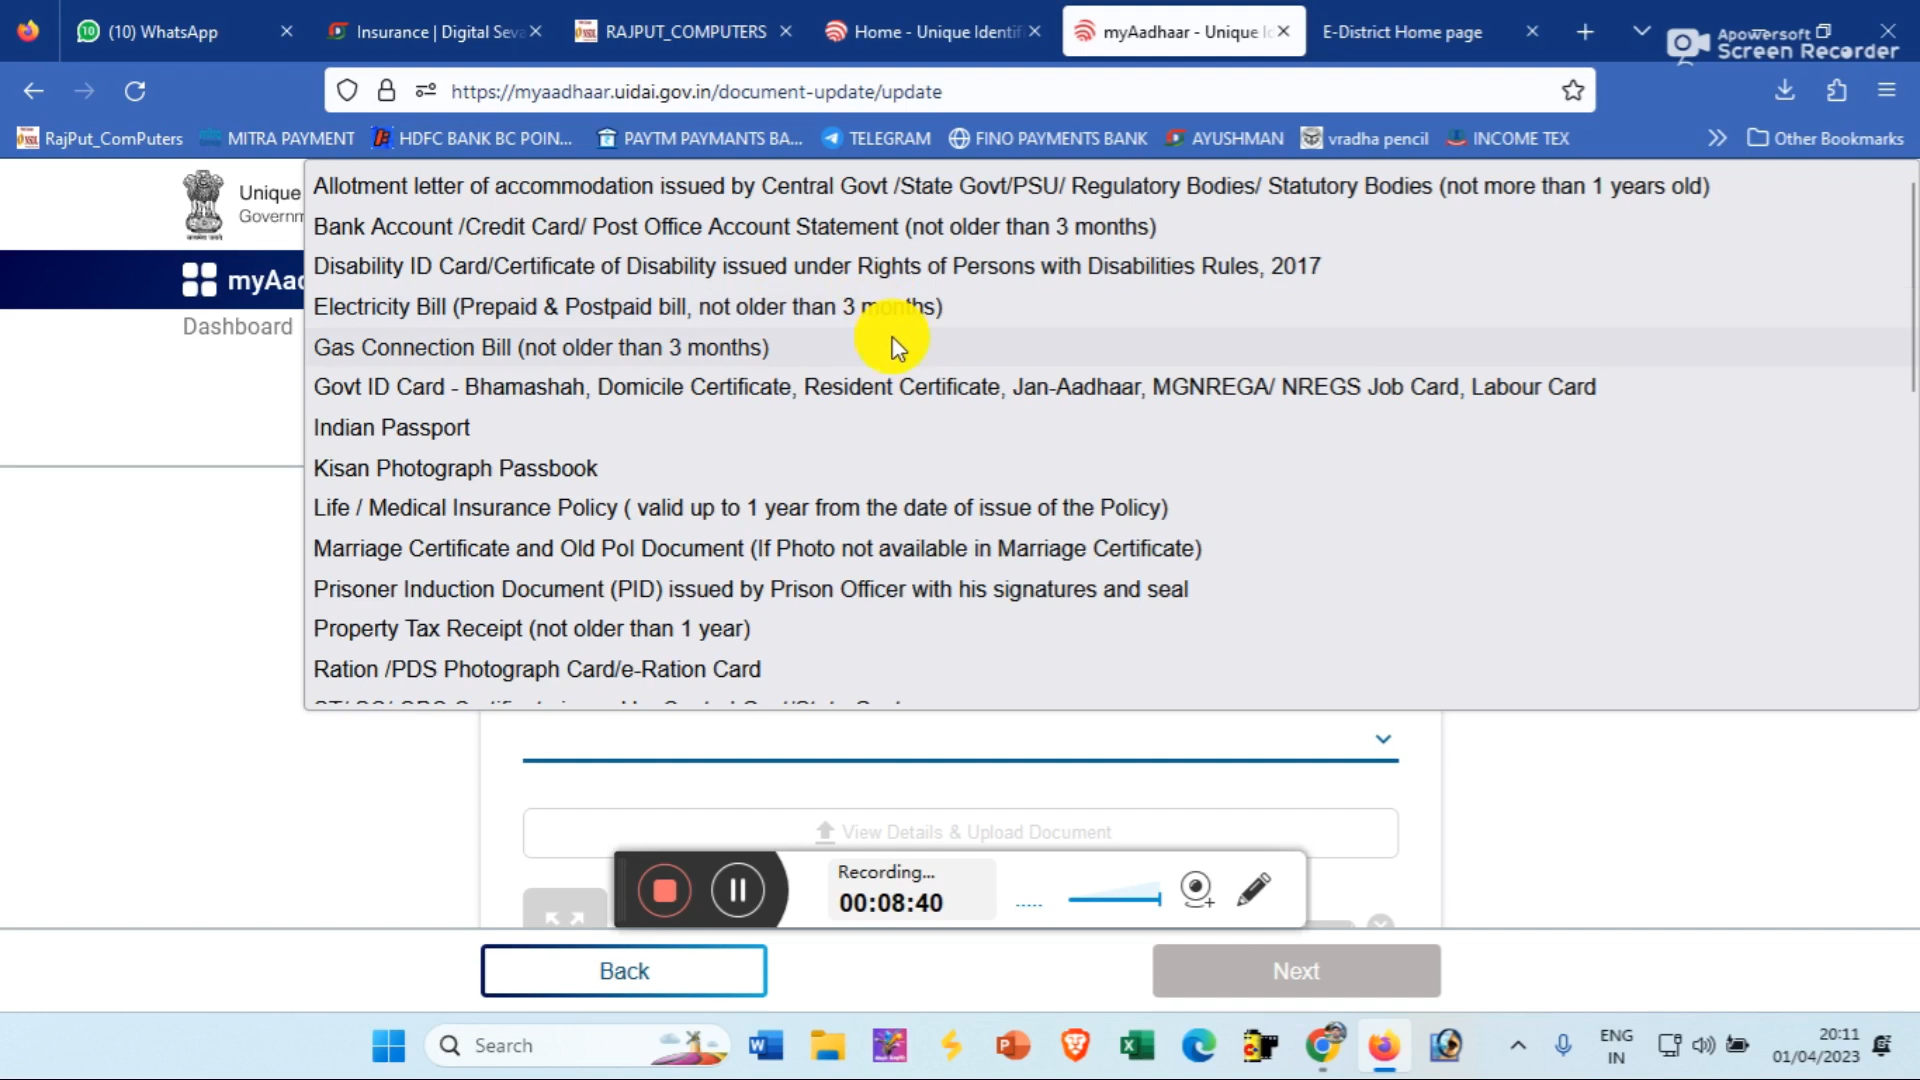 (10) WhatsApp
Insurance | Digital Seva
RAJPUT_COMPUTERS
Home - Unique Identifi
myAadhaar - Unique Id
E-District Home page
Apowersoft
Screen Recorder
https://myaadhaar.uidai.gov.in/document-update/update
RajPut_ComPuters
MITRA PAYMENT
HDFC BANK BC POIN...
PAYTM PAYMANTS BA...
TELEGRAM
FINO PAYMENTS BANK
AYUSHMAN
vradha pencil
INCOME TEX
Other Bookmarks
Unique
Governm
myAad
Dashboard
Allotment letter of accommodation issued by Central Govt /State Govt/PSU/ Regulatory Bodies/ Statutory Bodies (not more than 1 years old)
Bank Account /Credit Card/ Post Office Account Statement (not older than 3 months)
Disability ID Card/Certificate of Disability issued under Rights of Persons with Disabilities Rules, 2017
Electricity Bill (Prepaid & Postpaid bill, not older than 3 months)
Gas Connection Bill (not older than 3 months)
Govt ID Card - Bhamashah, Domicile Certificate, Resident Certificate, Jan-Aadhaar, MGNREGA/ NREGS Job Card, Labour Card
Indian Passport
Kisan Photograph Passbook
Life / Medical Insurance Policy ( valid up to 1 year from the date of issue of the Policy)
Marriage Certificate and Old PoI Document (If Photo not available in Marriage Certificate)
Prisoner Induction Document (PID) issued by Prison Officer with his signatures and seal
Property Tax Receipt (not older than 1 year)
Ration /PDS Photograph Card/e-Ration Card
View Details & Upload Document
Recording...
00:08:40
Back
Next
Search
ENG
IN
20:11
01/04/2023